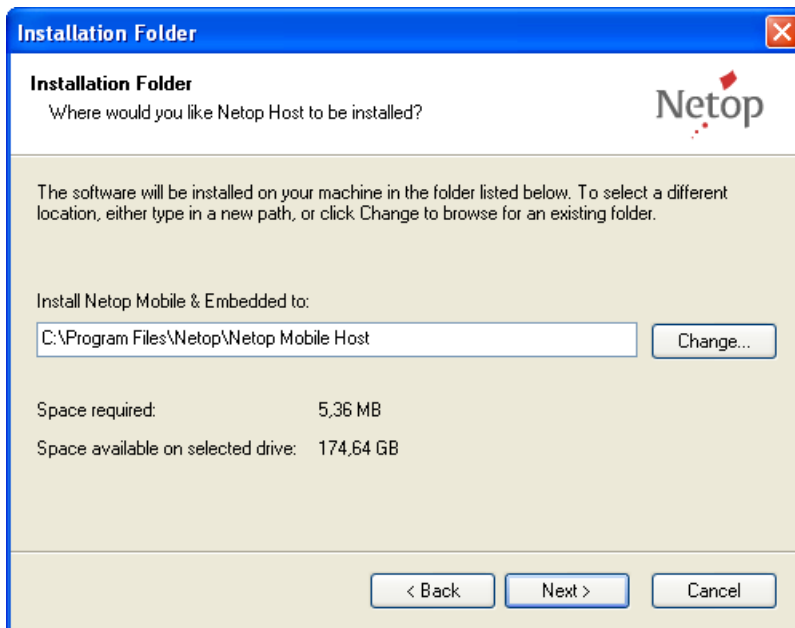 Installation Folder
Installation Folder
Where would you like Netop Host to be installed?
Netop
The software will be installed on your machine in the folder listed below. To select a different
location, either type in a new path, or click Change to browse for an existing folder.
Install Netop Mobile & Embedded to:
C:\Program Files\Netop\Netop Mobile Host
Change...
Space required: 5,36 MB
Space available on selected drive: 174,64 GB
< Back Next > Cancel